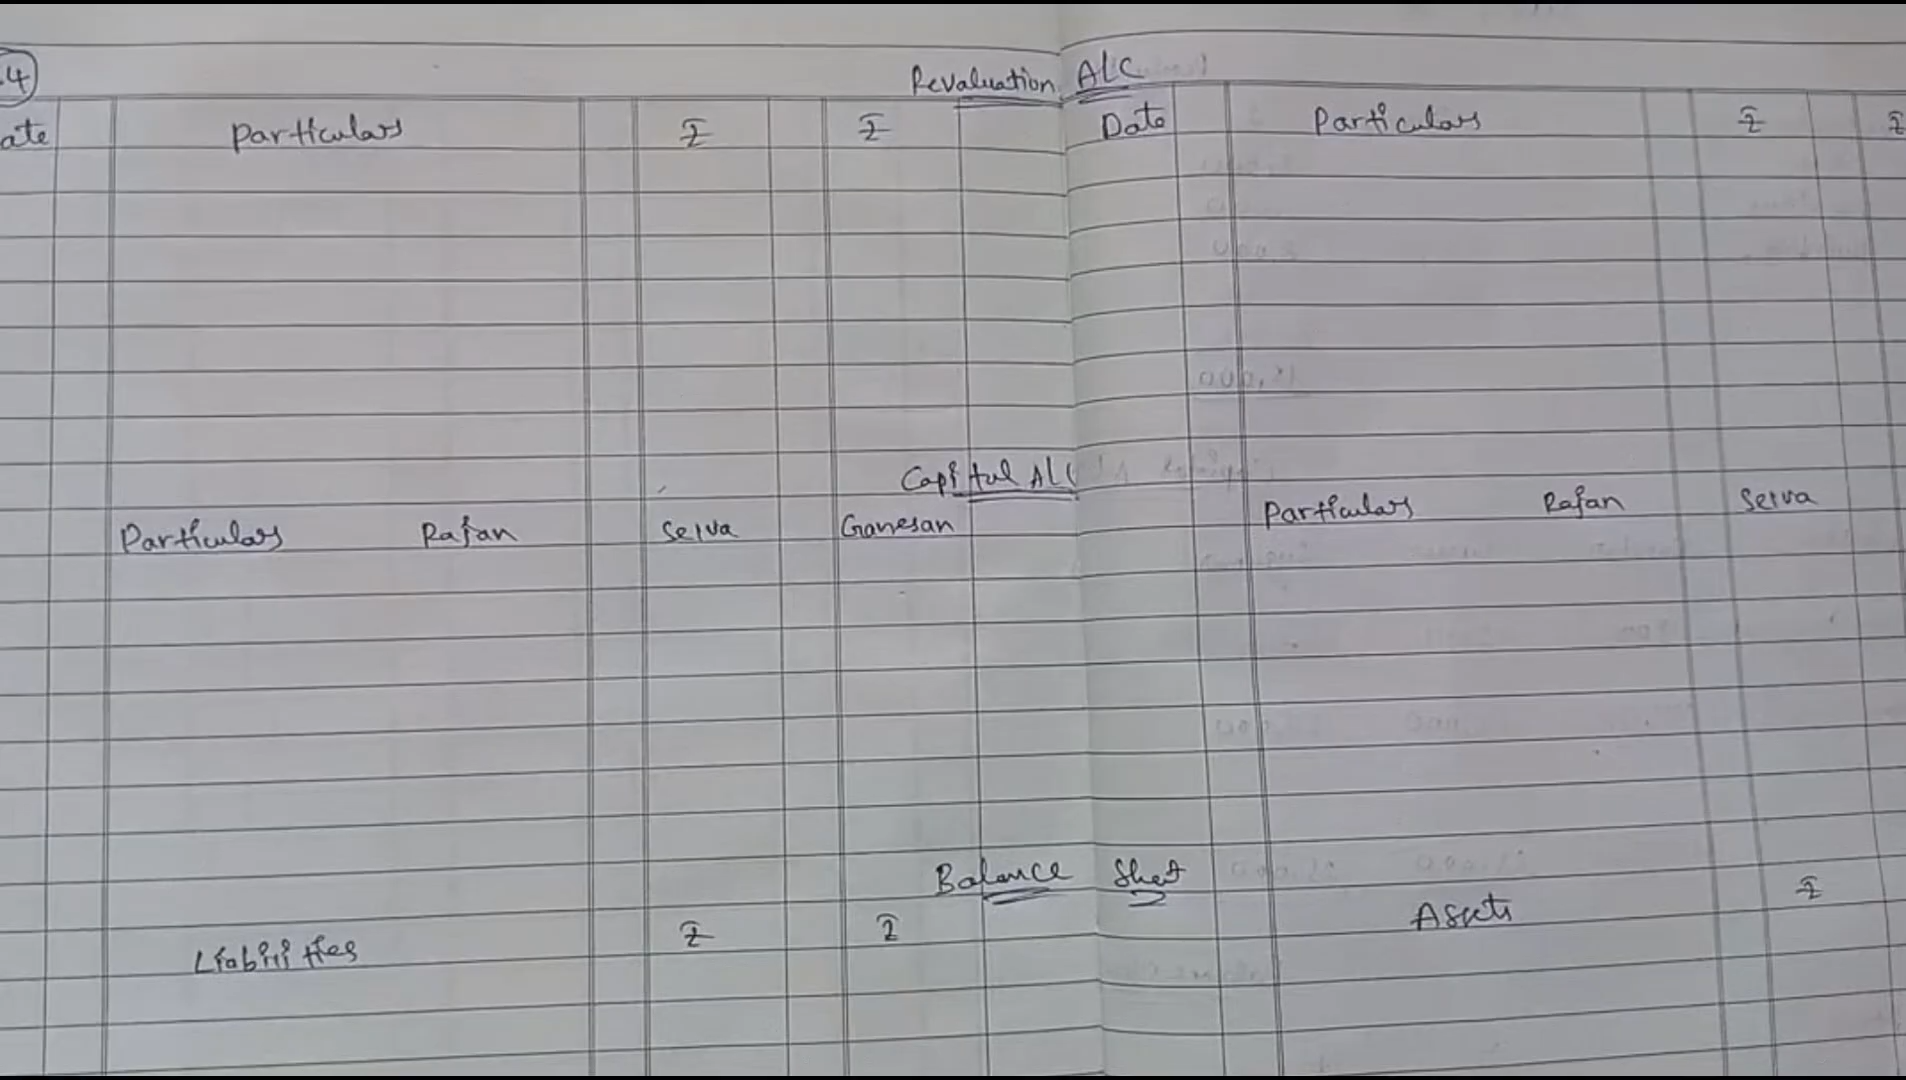 4
Revaluation A/C
ate Particulars ₹ ₹ Date Particulars ₹ ₹
Capital A/C
Particulars Rajan Selva Ganesan Particulars Rajan Selva
Balance Sheet
Liabilities ₹ ₹ Assets ₹